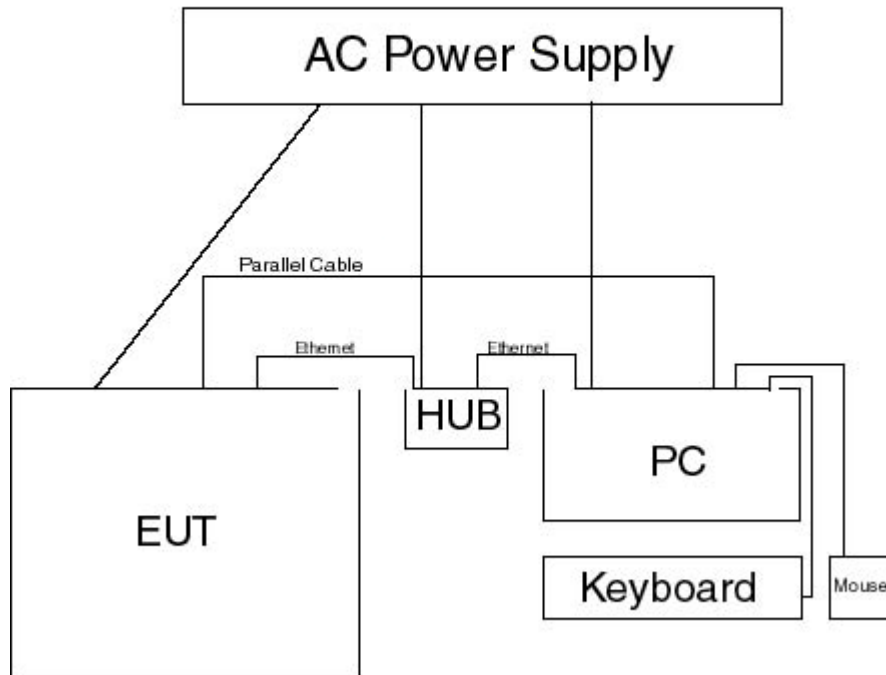 AC Power Supply
Parallel Cable
Ethernet
Ethernet
HUB
PC
EUT
Keyboard
Mouse